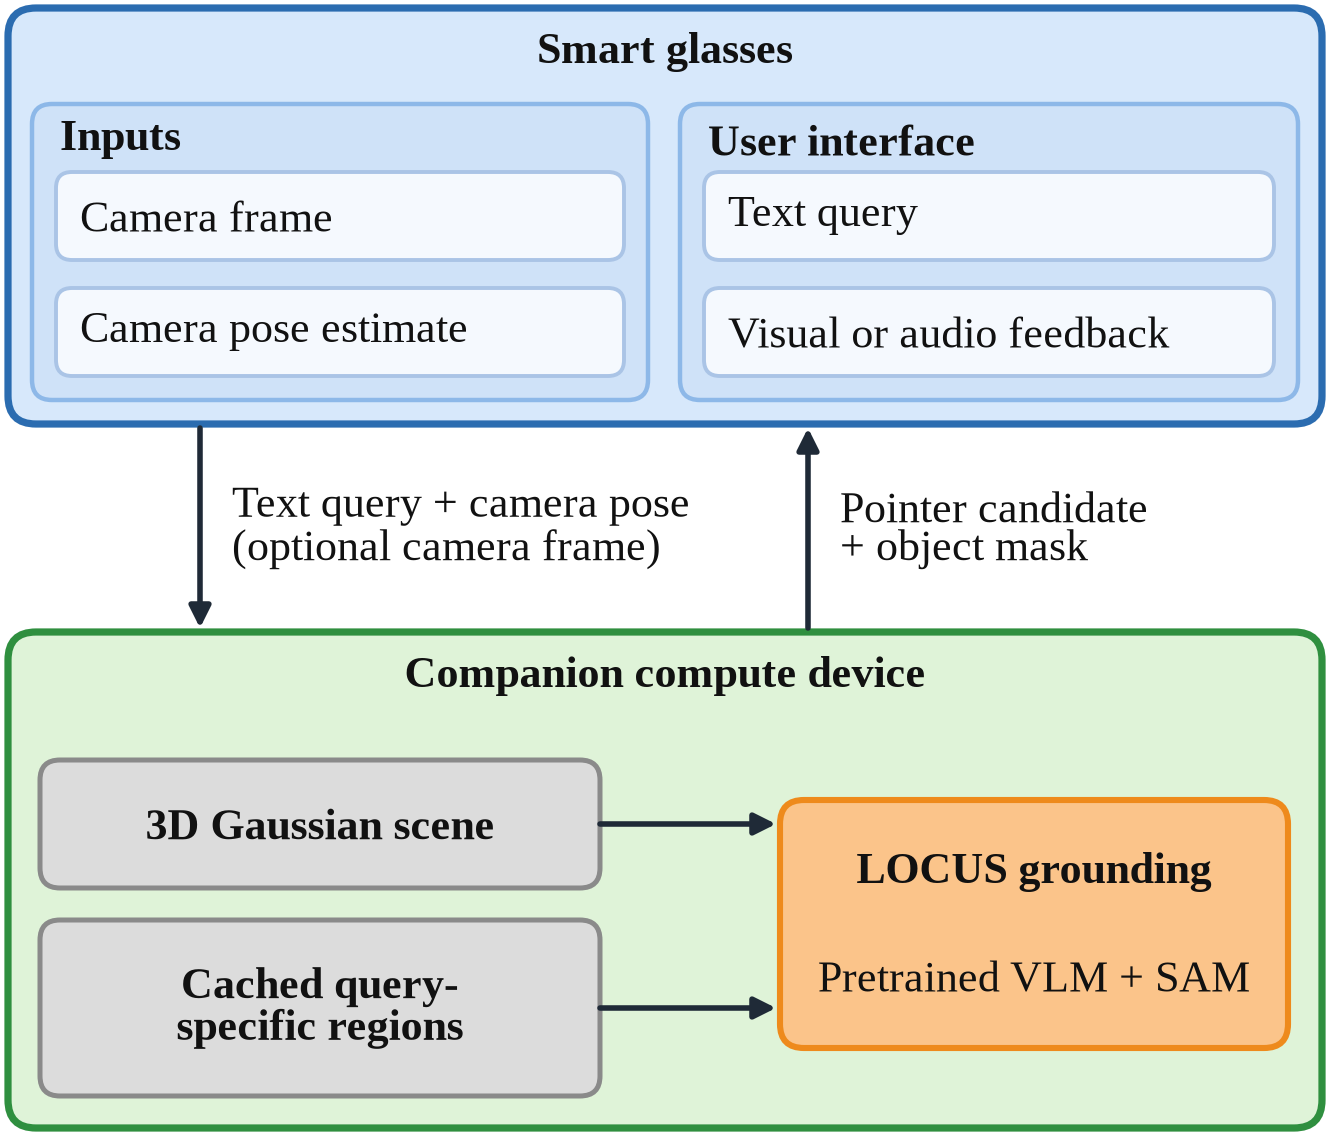 Smart glasses
Inputs
Camera frame
Camera pose estimate
User interface
Text query
Visual or audio feedback
Text query + camera pose
(optional camera frame)
Pointer candidate
+ object mask
Companion compute device
3D Gaussian scene
Cached query-
specific regions
LOCUS grounding
Pretrained VLM + SAM